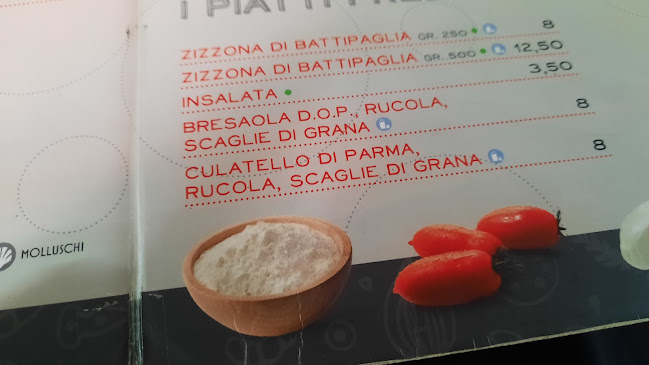 I PIATTI
ZIZZONA DI BATTIPAGLIA GR. 250 8
ZIZZONA DI BATTIPAGLIA GR. 500 12,50
INSALATA 3,50
BRESAOLA D.O.P., RUCOLA,
SCAGLIE DI GRANA 8
CULATELLO DI PARMA,
RUCOLA, SCAGLIE DI GRANA 8
MOLLUSCHI